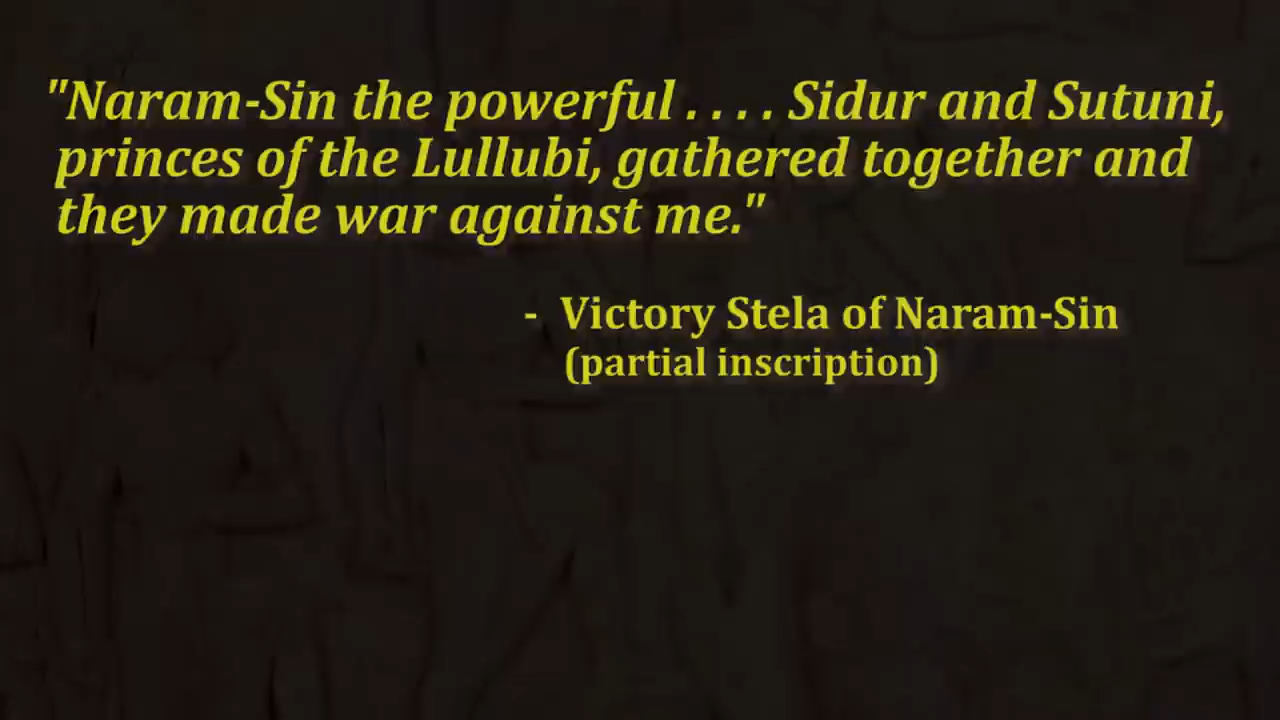 "Naram-Sin the powerful . . . . Sidur and Sutuni,
princes of the Lullubi, gathered together and
they made war against me."
- Victory Stela of Naram-Sin
(partial inscription)